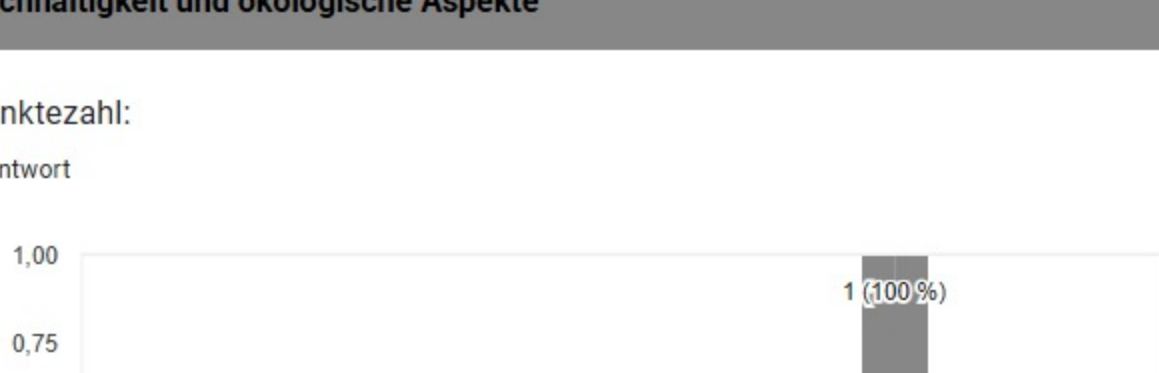 chhaltigkeit und ökologische Aspekte
nktezahl:
ntwort
1,00
1 (100 %)
0,75